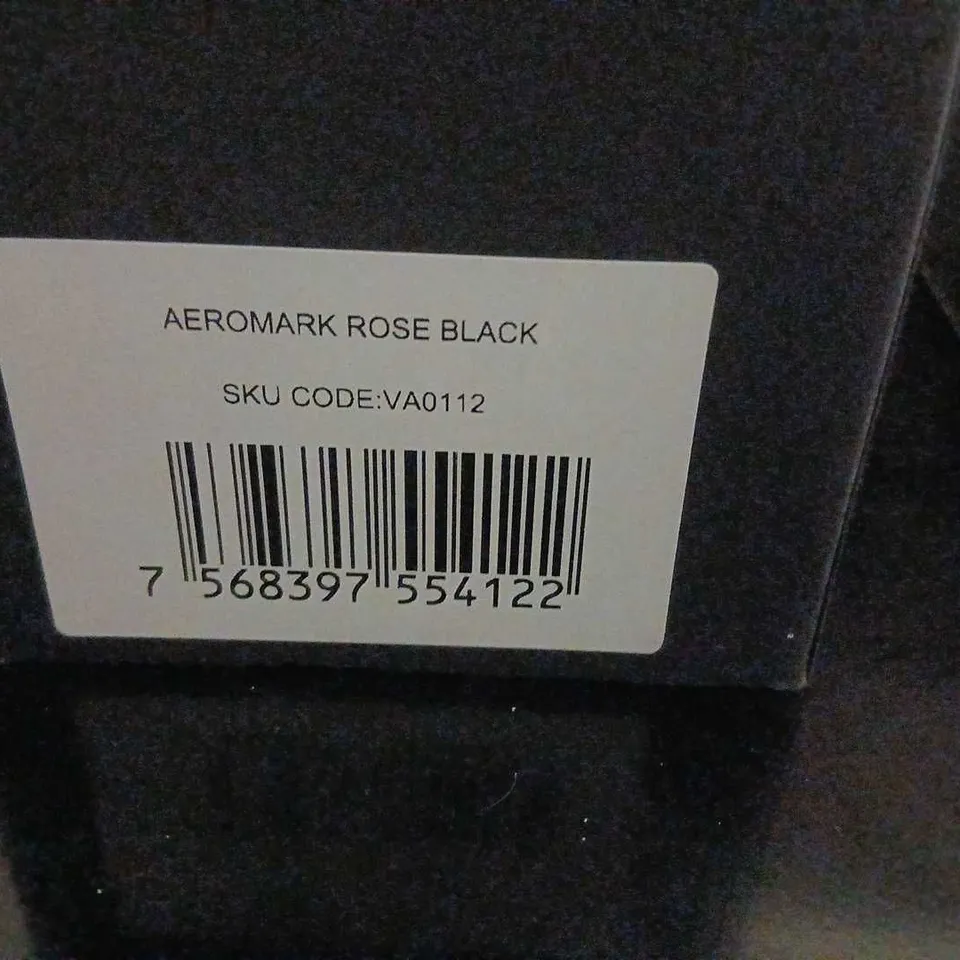 AEROMARK ROSE BLACK
SKU CODE:VA0112
7 568397 554122